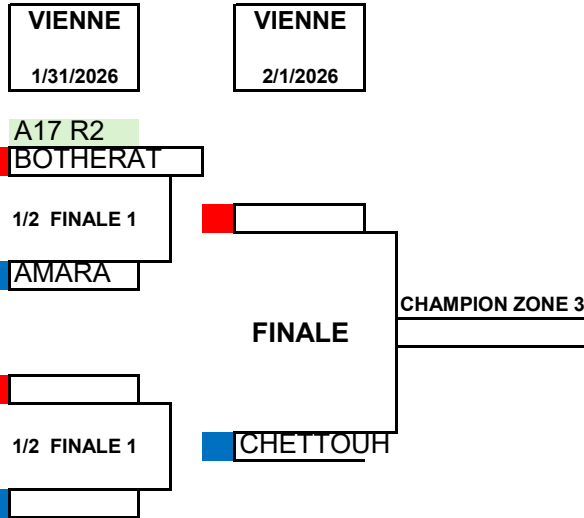 VIENNE
1/31/2026
VIENNE
2/1/2026
A17 R2
BOTHERAT
1/2 FINALE 1
AMARA
CHAMPION ZONE 3
FINALE
CHETTOUH
1/2 FINALE 1